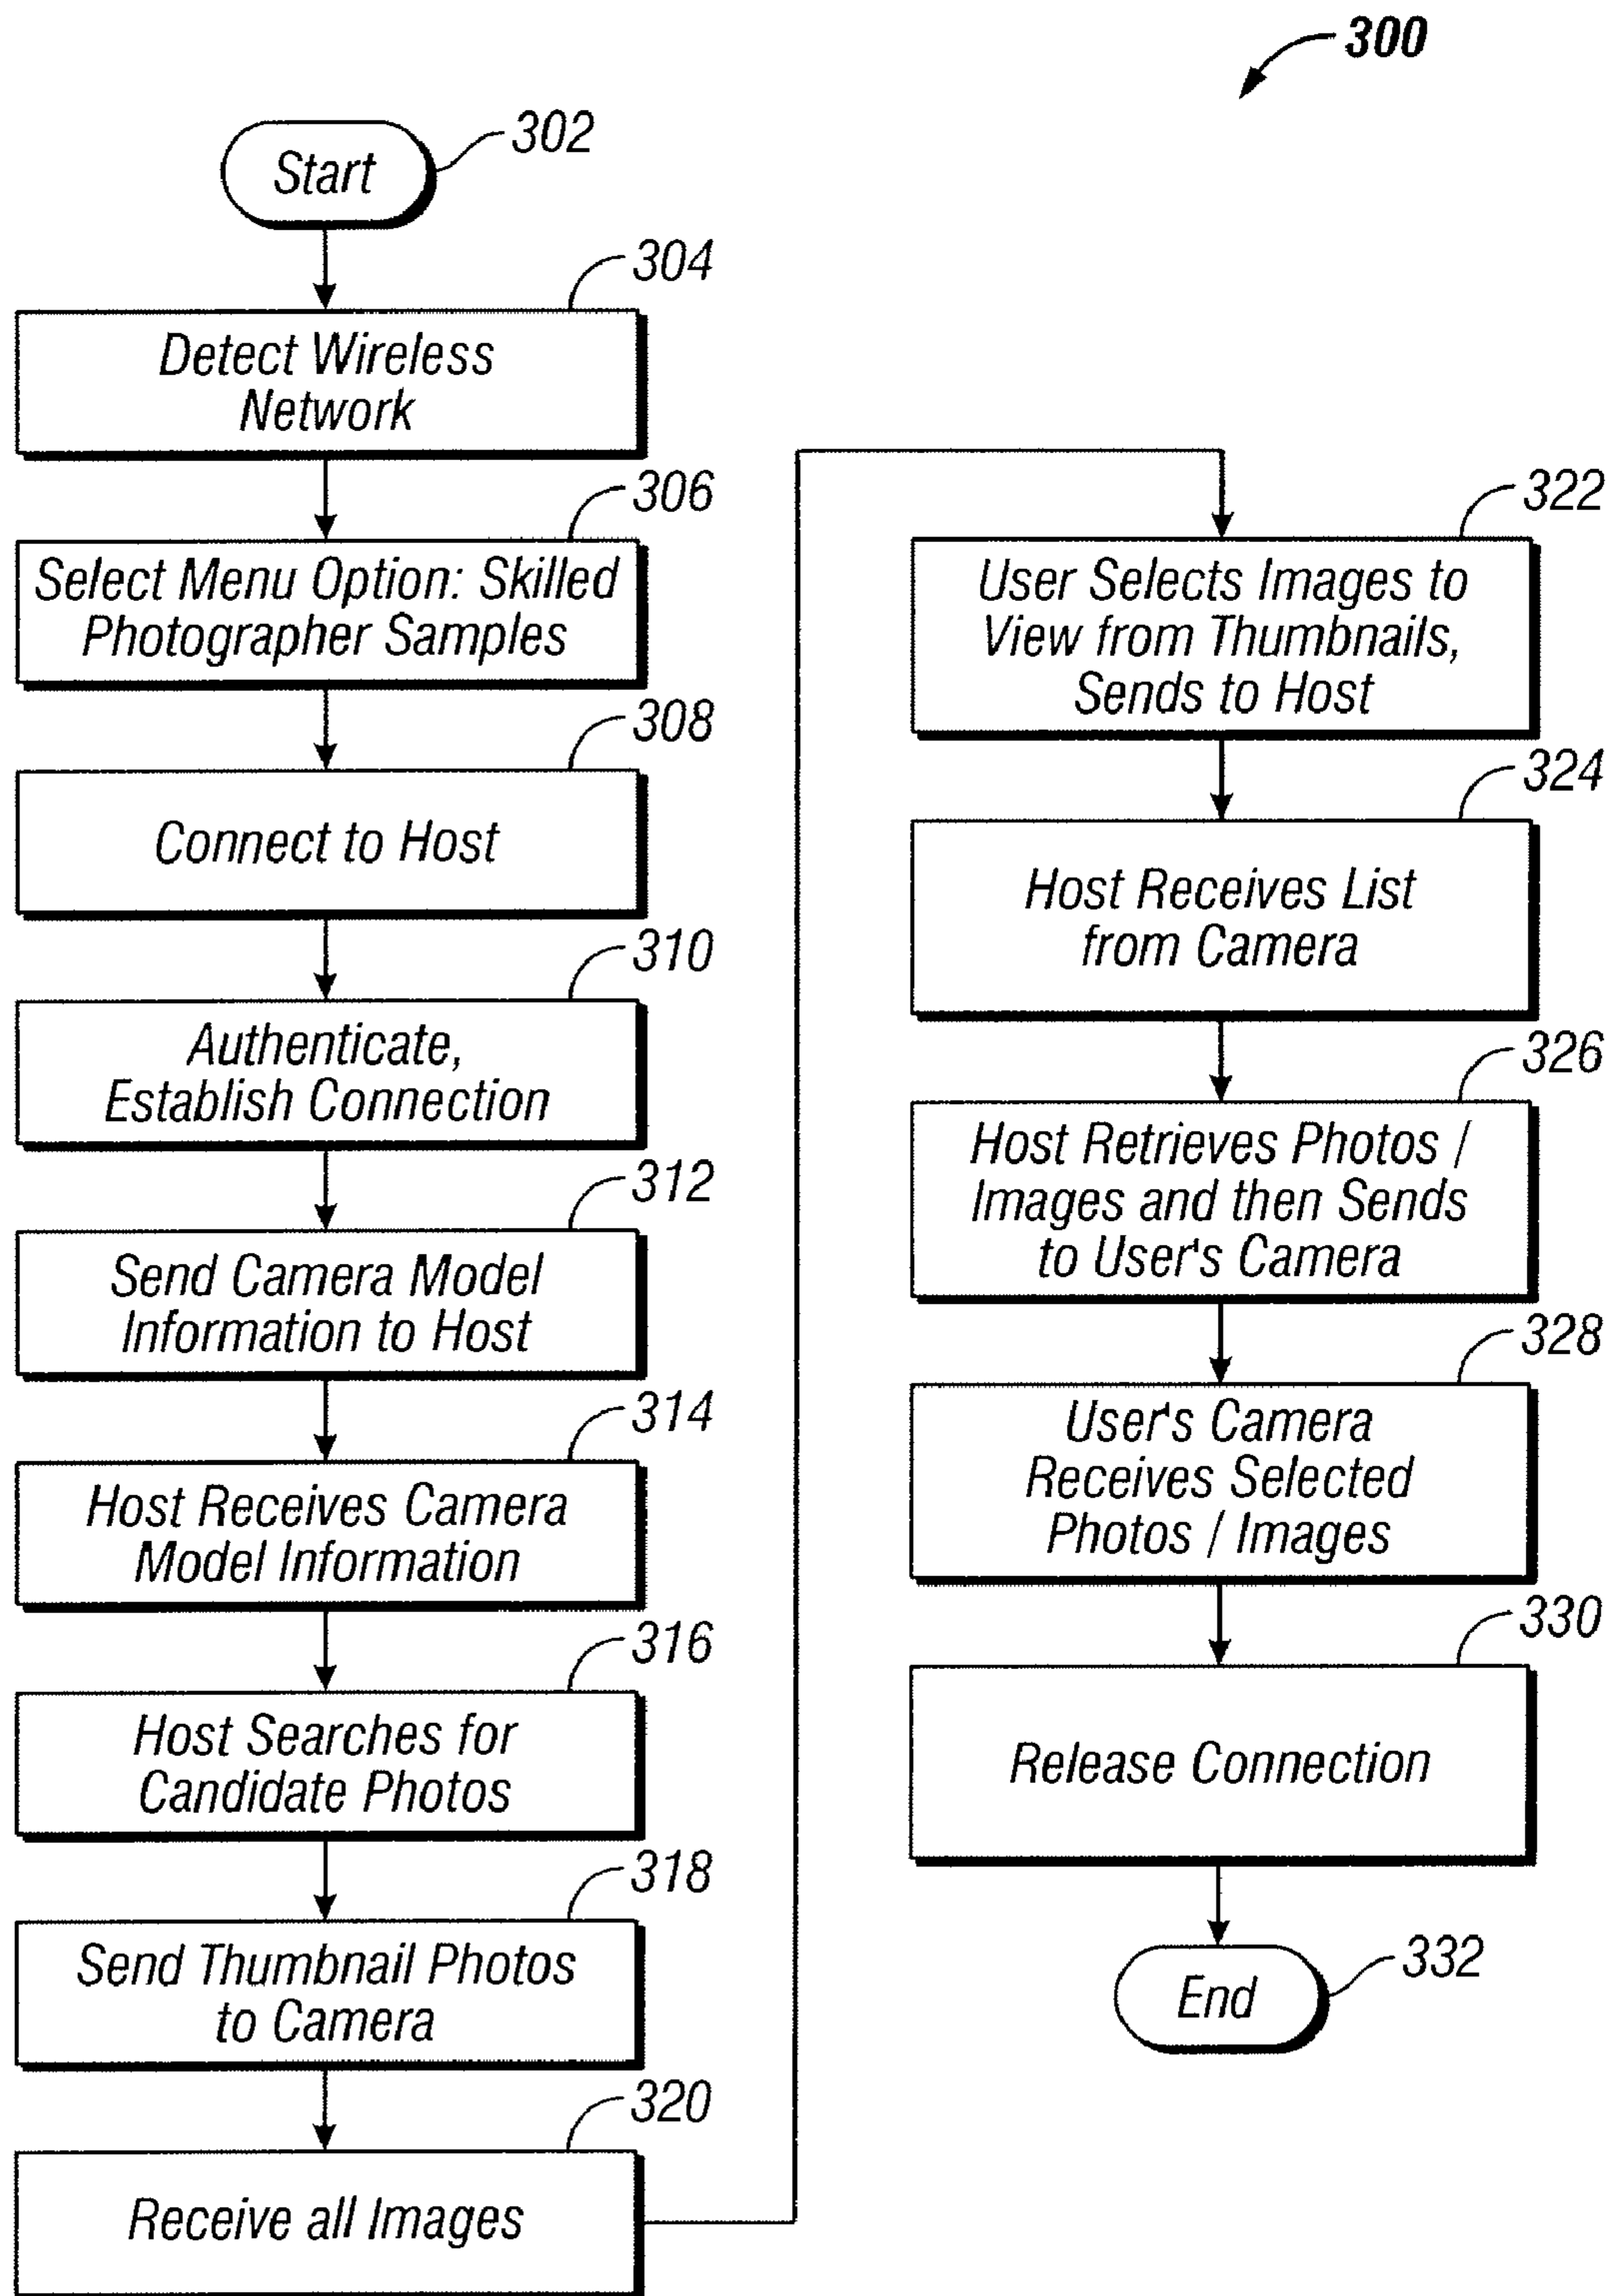 300
Start
302
304
Detect Wireless
Network
306
Select Menu Option: Skilled
Photographer Samples
308
Connect to Host
310
Authenticate,
Establish Connection
312
Send Camera Model
Information to Host
314
Host Receives Camera
Model Information
316
Host Searches for
Candidate Photos
318
Send Thumbnail Photos
to Camera
320
Receive all Images
322
User Selects Images to
View from Thumbnails,
Sends to Host
324
Host Receives List
from Camera
326
Host Retrieves Photos /
Images and then Sends
to User's Camera
328
User's Camera
Receives Selected
Photos / Images
330
Release Connection
End
332